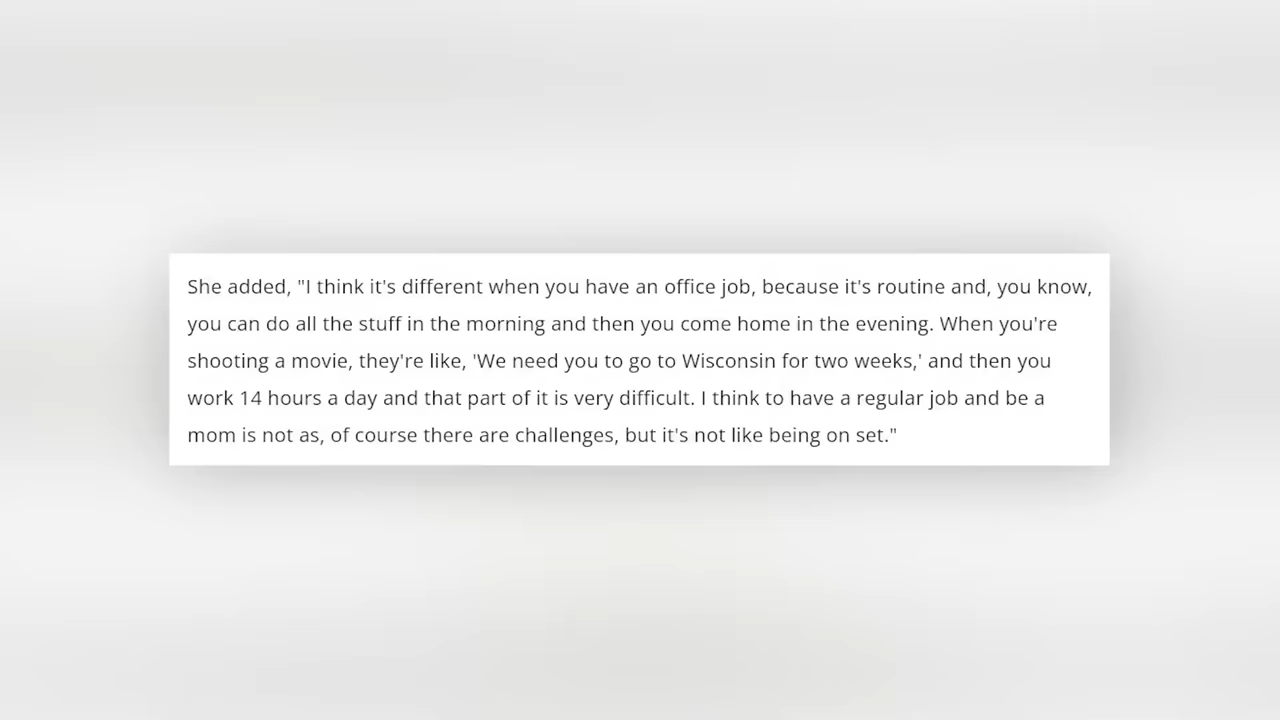 She added, "I think it's different when you have an office job, because it's routine and, you know,
you can do all the stuff in the morning and then you come home in the evening. When you're
shooting a movie, they're like, 'We need you to go to Wisconsin for two weeks,' and then you
work 14 hours a day and that part of it is very difficult. I think to have a regular job and be a
mom is not as, of course there are challenges, but it's not like being on set."